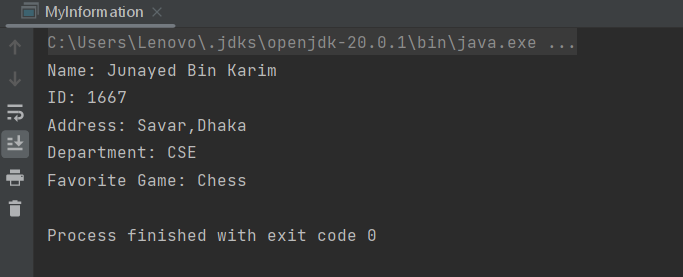 MyInformation
C:\Users\Lenovo\.jdks\openjdk-20.0.1\bin\java.exe ...
Name: Junayed Bin Karim
ID: 1667
Address: Savar,Dhaka
Department: CSE
Favorite Game: Chess
Process finished with exit code 0